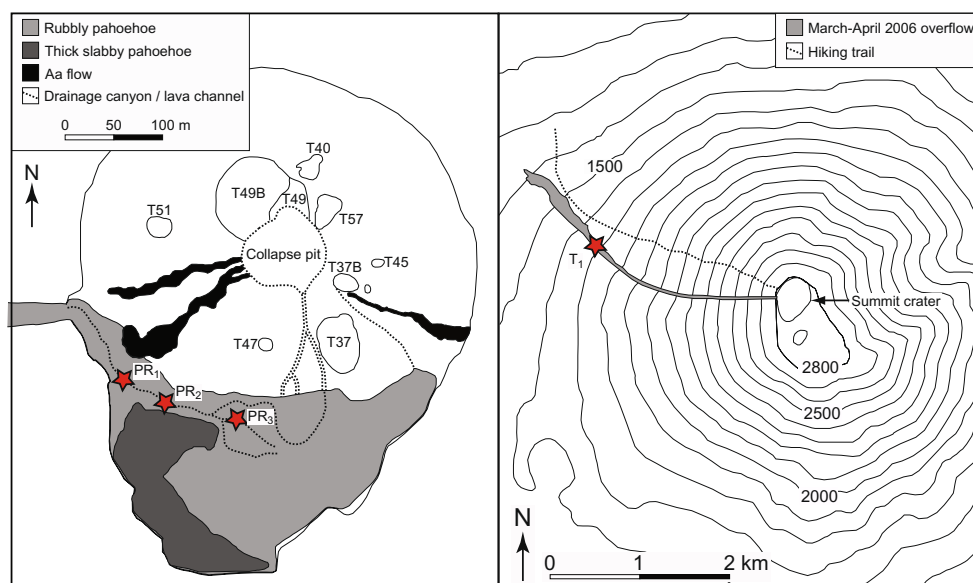 Rubbly pahoehoe
Thick slabby pahoehoe
Aa flow
Drainage canyon / lava channel
0 50 100 m
N
T40
T49B
T49
T57
T51
Collapse pit
T37B
T45
T47
T37
PR1
PR2
PR3
March-April 2006 overflow
Hiking trail
1500
T1
Summit crater
2800
2500
2000
N
0 1 2 km